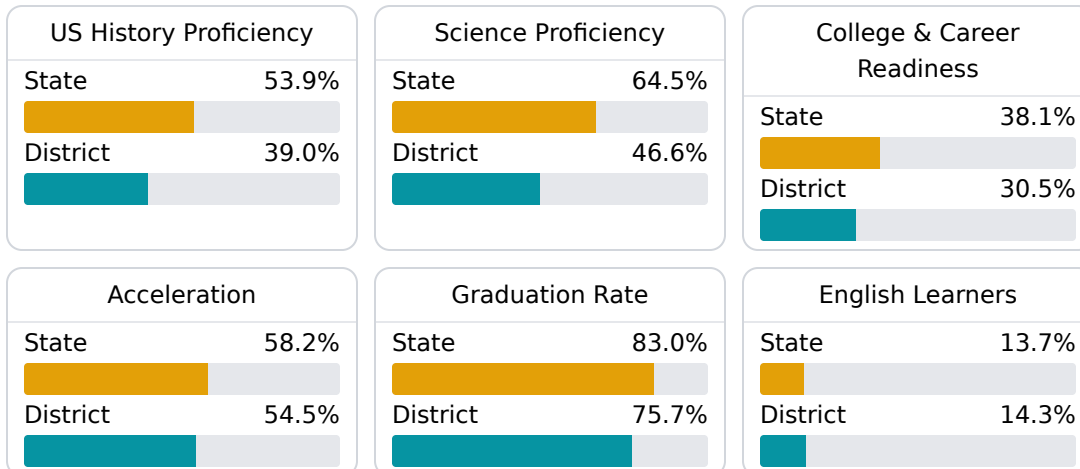 US History Proficiency
State 53.9%
District 39.0%
Science Proficiency
State 64.5%
District 46.6%
College & Career
Readiness
State 38.1%
District 30.5%
Acceleration
State 58.2%
District 54.5%
Graduation Rate
State 83.0%
District 75.7%
English Learners
State 13.7%
District 14.3%